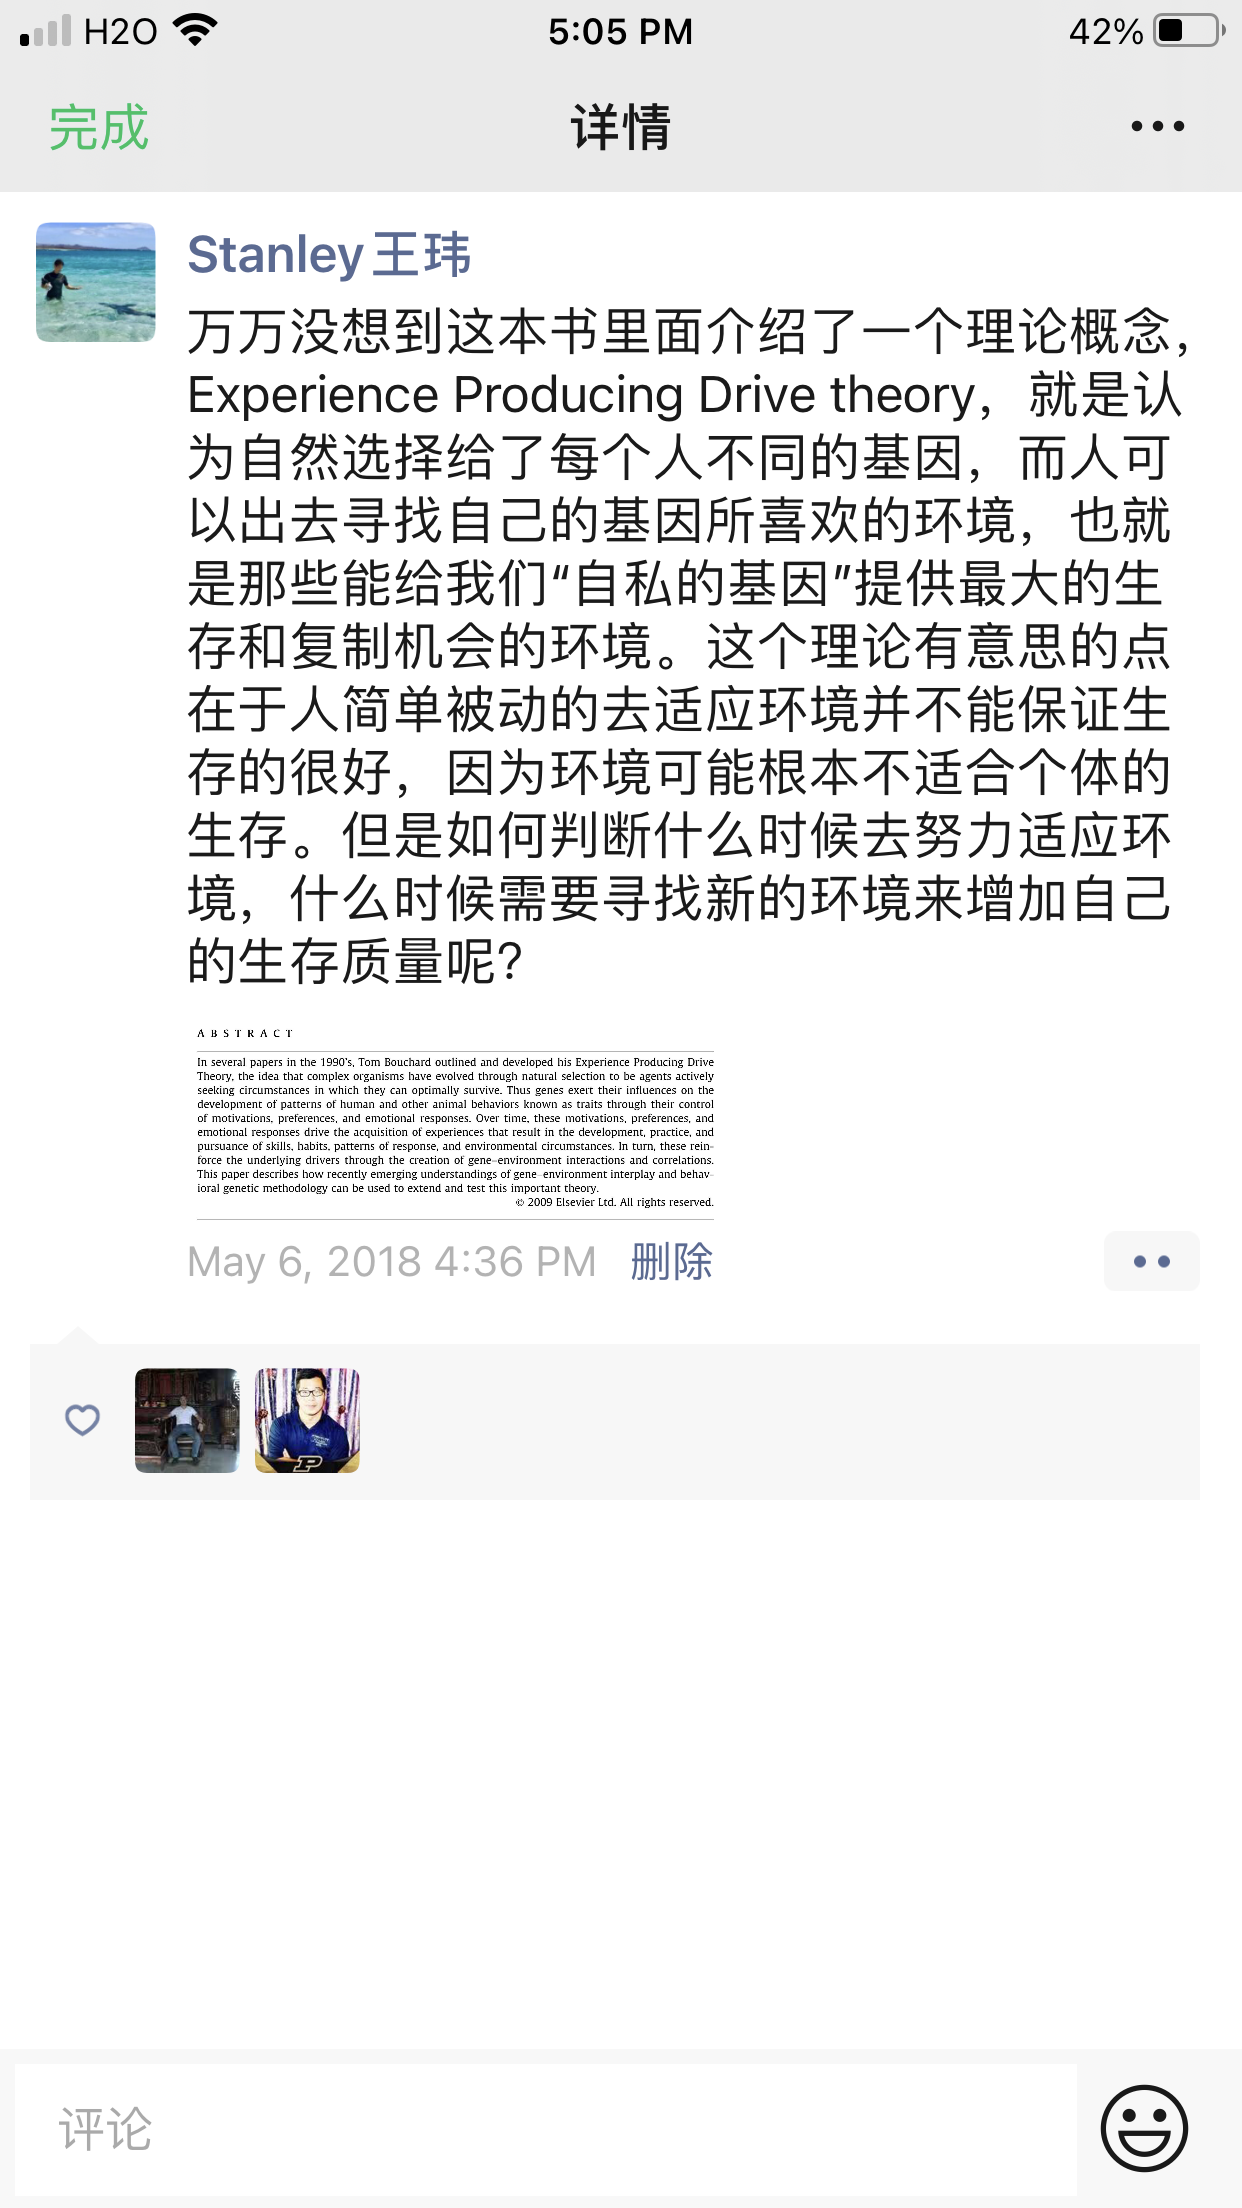 H2O
5:05 PM
42%
完成
详情
Stanley王玮
万万没想到这本书里面介绍了一个理论概念，
Experience Producing Drive theory，就是认
为自然选择给了每个人不同的基因，而人可
以出去寻找自己的基因所喜欢的环境，也就
是那些能给我们“自私的基因”提供最大的生
存和复制机会的环境。这个理论有意思的点
在于人简单被动的去适应环境并不能保证生
存的很好，因为环境可能根本不适合个体的
生存。但是如何判断什么时候去努力适应环
境，什么时候需要寻找新的环境来增加自己
的生存质量呢?
ABSTRACT
In several papers in the 1990's, Tom Bouchard outlined and developed his Experience Producing Drive
Theory, the idea that complex organisms have evolved through natural selection to be agents actively
seeking circumstances in which they can optimally survive. Thus genes exert their influences on the
development of patterns of human and other animal behaviors known as traits through their control
of motivations, preferences, and emotional responses. Over time, these motivations, preferences, and
emotional responses drive the acquisition of experiences that result in the development, practice, and
pursuance of skills, habits, patterns of response, and environmental circumstances. In turn, these rein-
force the underlying drivers through the creation of gene–environment interactions and correlations.
This paper describes how recently emerging understandings of gene–environment interplay and behav-
ioral genetic methodology can be used to extend and test this important theory.
© 2009 Elsevier Ltd. All rights reserved.
May 6, 2018 4:36 PM 删除
P
评论